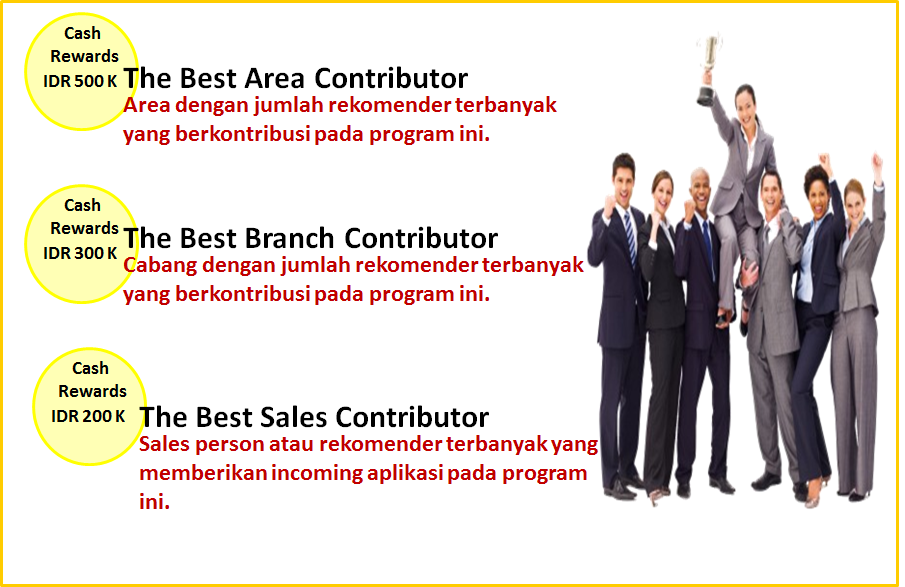 Cash
Rewards
IDR 500 K
The Best Area Contributor
Area dengan jumlah rekomender terbanyak
yang berkontribusi pada program ini.
Cash
Rewards
IDR 300 K
The Best Branch Contributor
Cabang dengan jumlah rekomender terbanyak
yang berkontribusi pada program ini.
Cash
Rewards
IDR 200 K
The Best Sales Contributor
Sales person atau rekomender terbanyak yang
memberikan incoming aplikasi pada program
ini.